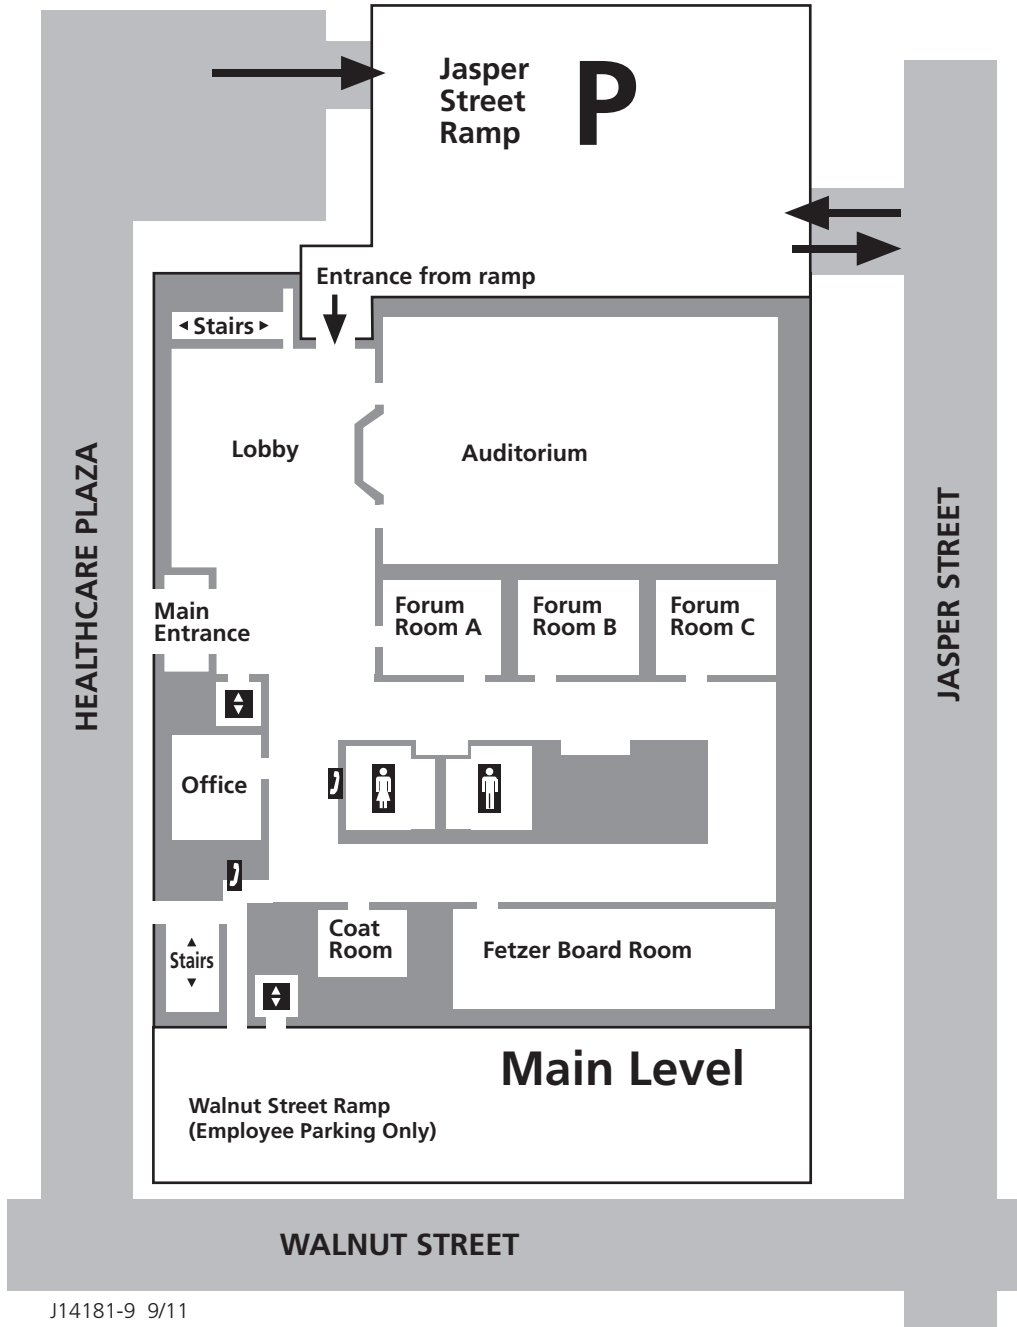 Jasper
Street
Ramp
P
Entrance from ramp
Stairs
Lobby
Auditorium
HEALTHCARE PLAZA
JASPER STREET
Main
Entrance
Forum
Room A
Forum
Room B
Forum
Room C
Office
Coat
Room
Fetzer Board Room
Stairs
Main Level
Walnut Street Ramp
(Employee Parking Only)
WALNUT STREET
J14181-9 9/11